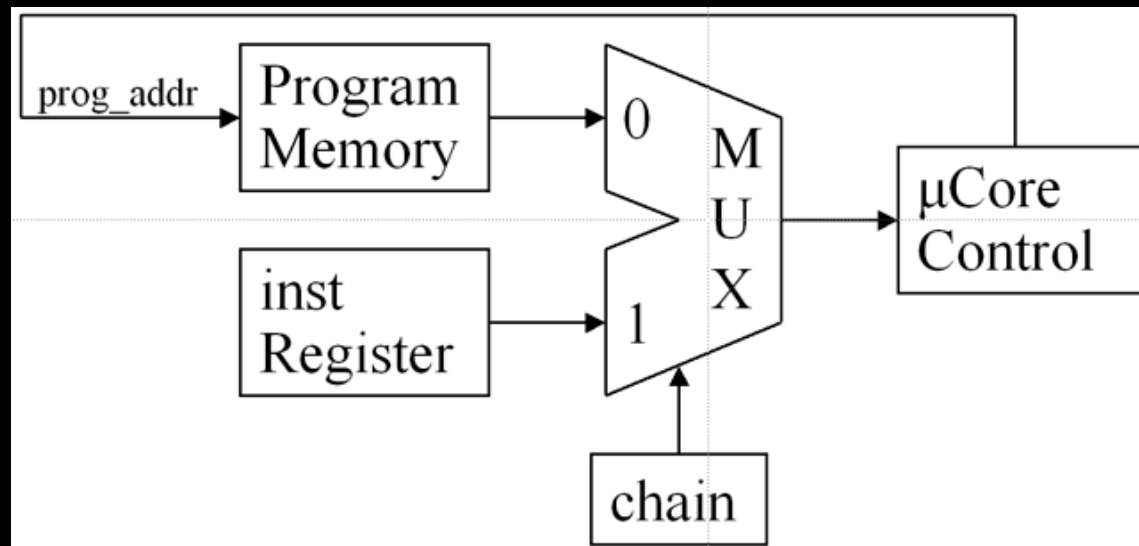 prog_addr
Program
Memory
0
M
U
X
μCore
Control
inst
Register
1
chain